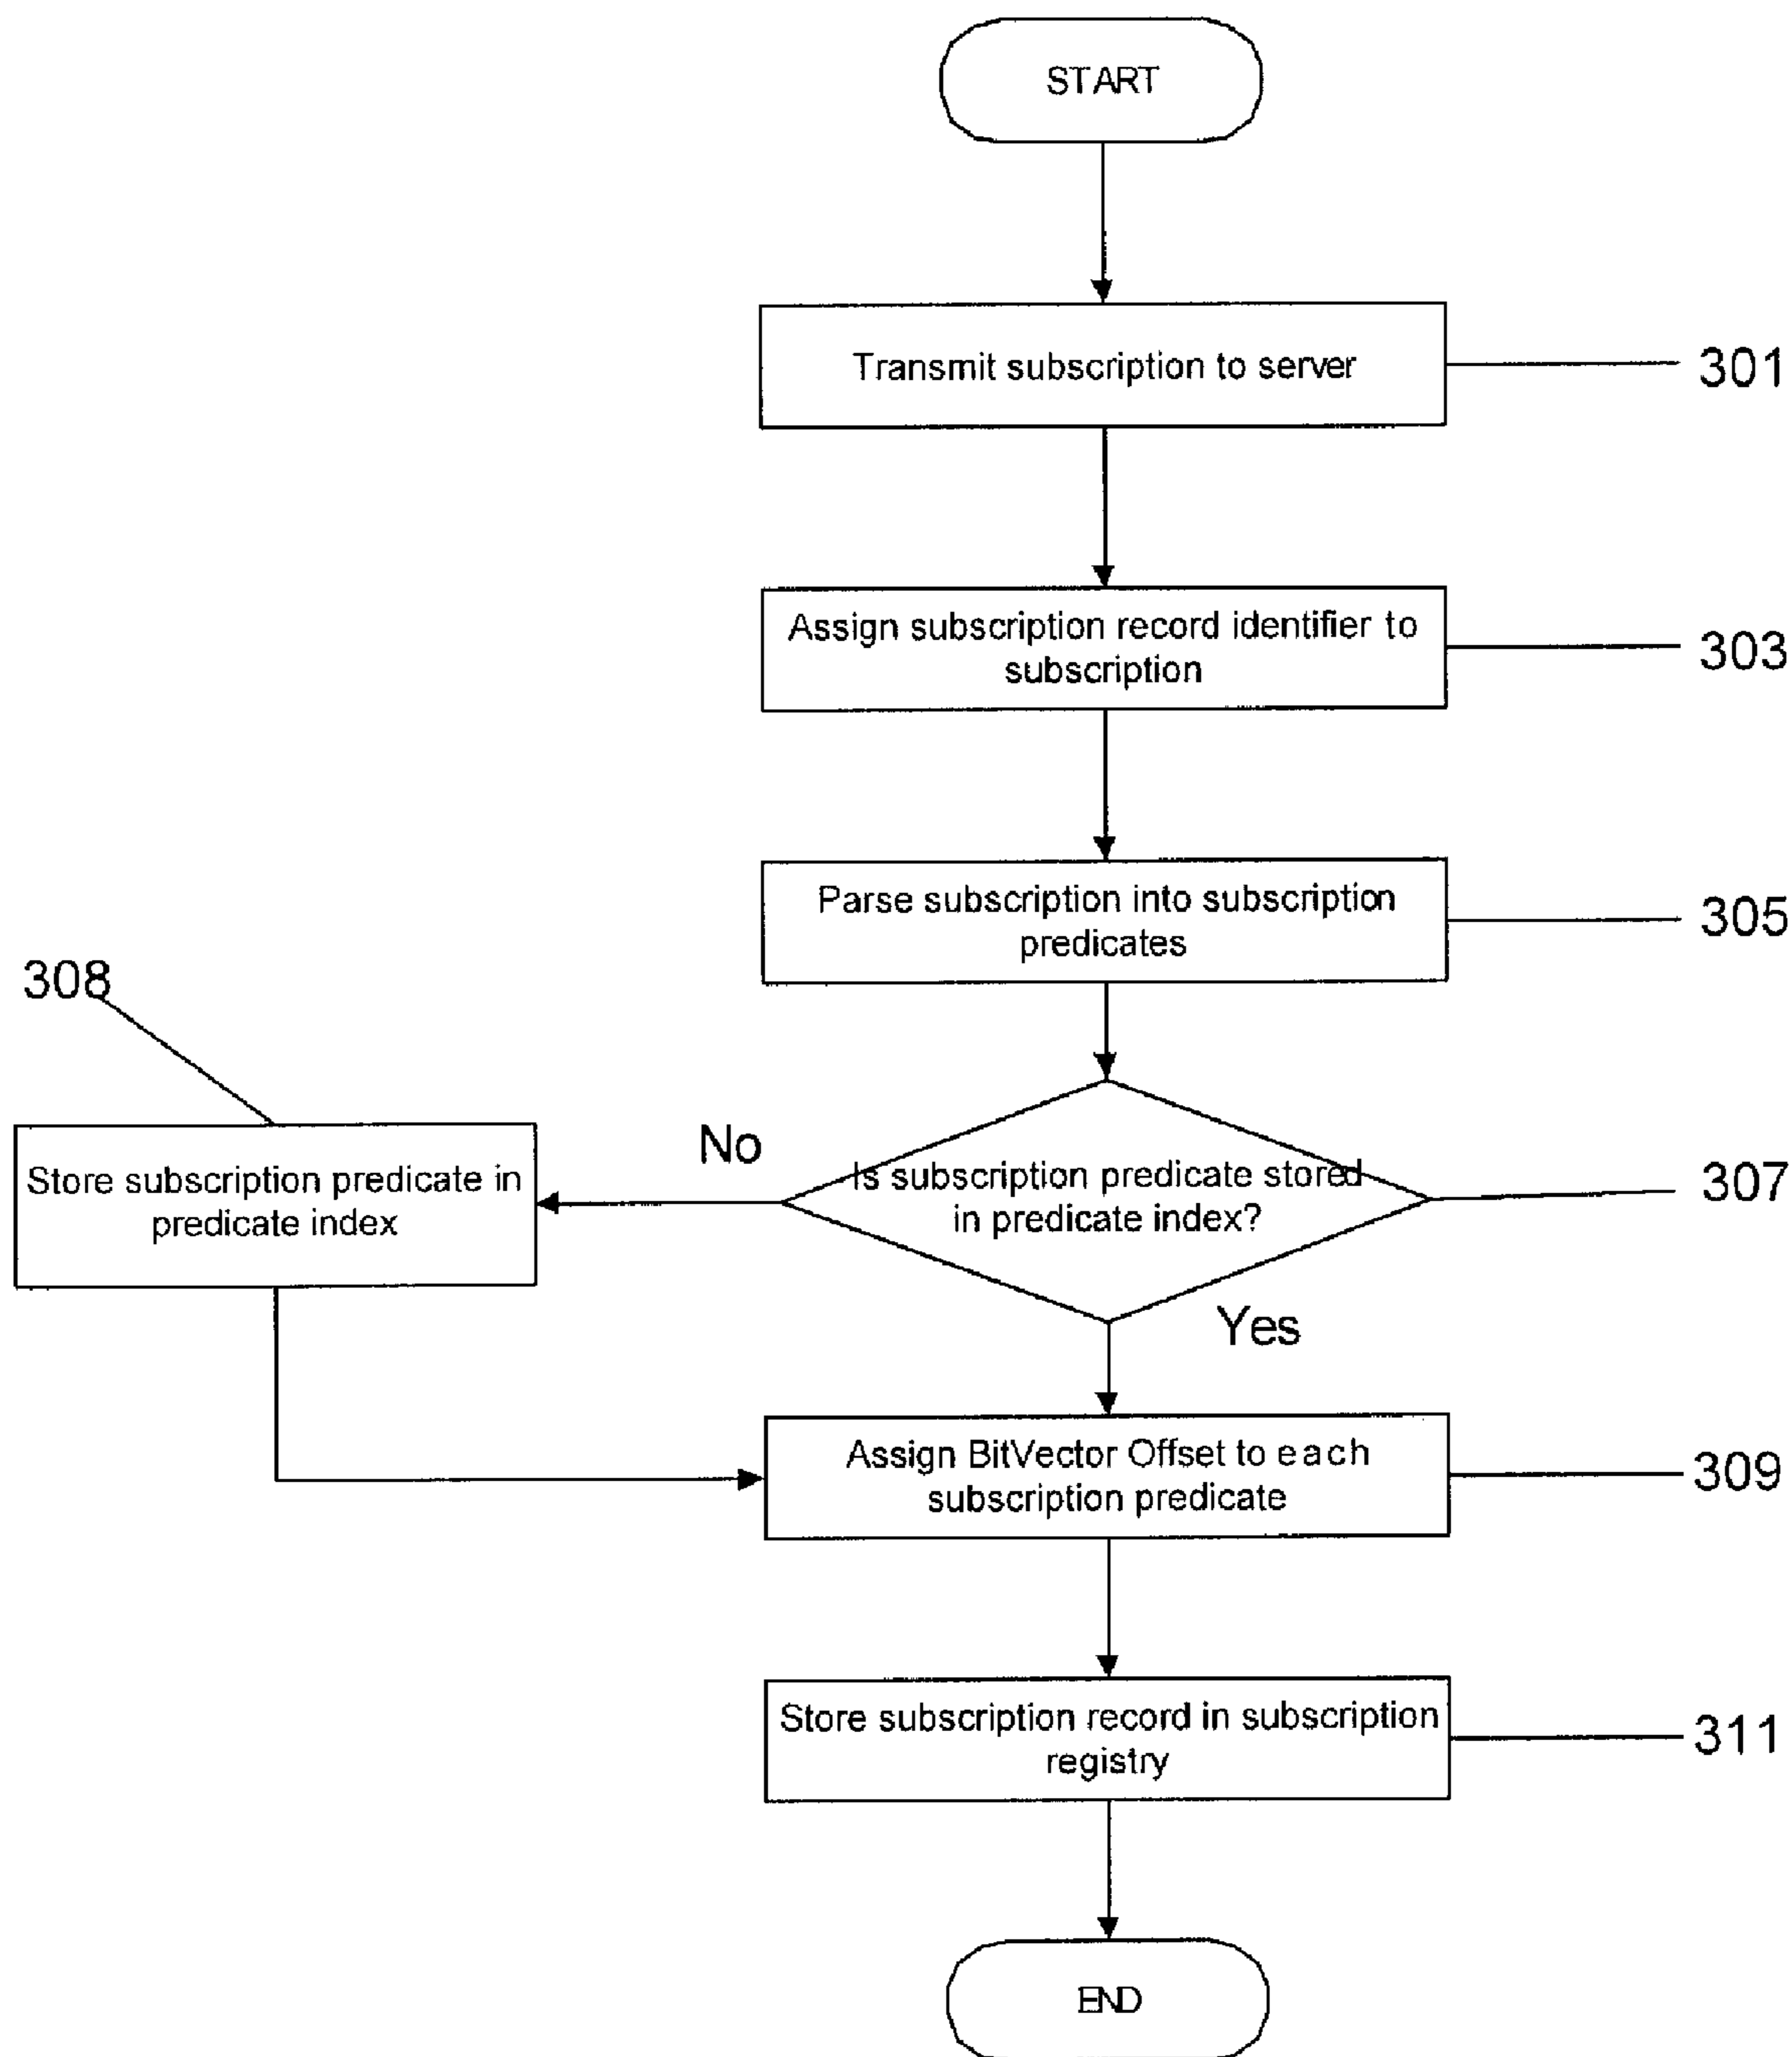 START
Transmit subscription to server
301
Assign subscription record identifier to
subscription
303
Parse subscription into subscription
predicates
305
308
Store subscription predicate in
predicate index
No
Is subscription predicate stored
in predicate index?
307
Yes
Assign BitVector Offset to each
subscription predicate
309
Store subscription record in subscription
registry
311
END